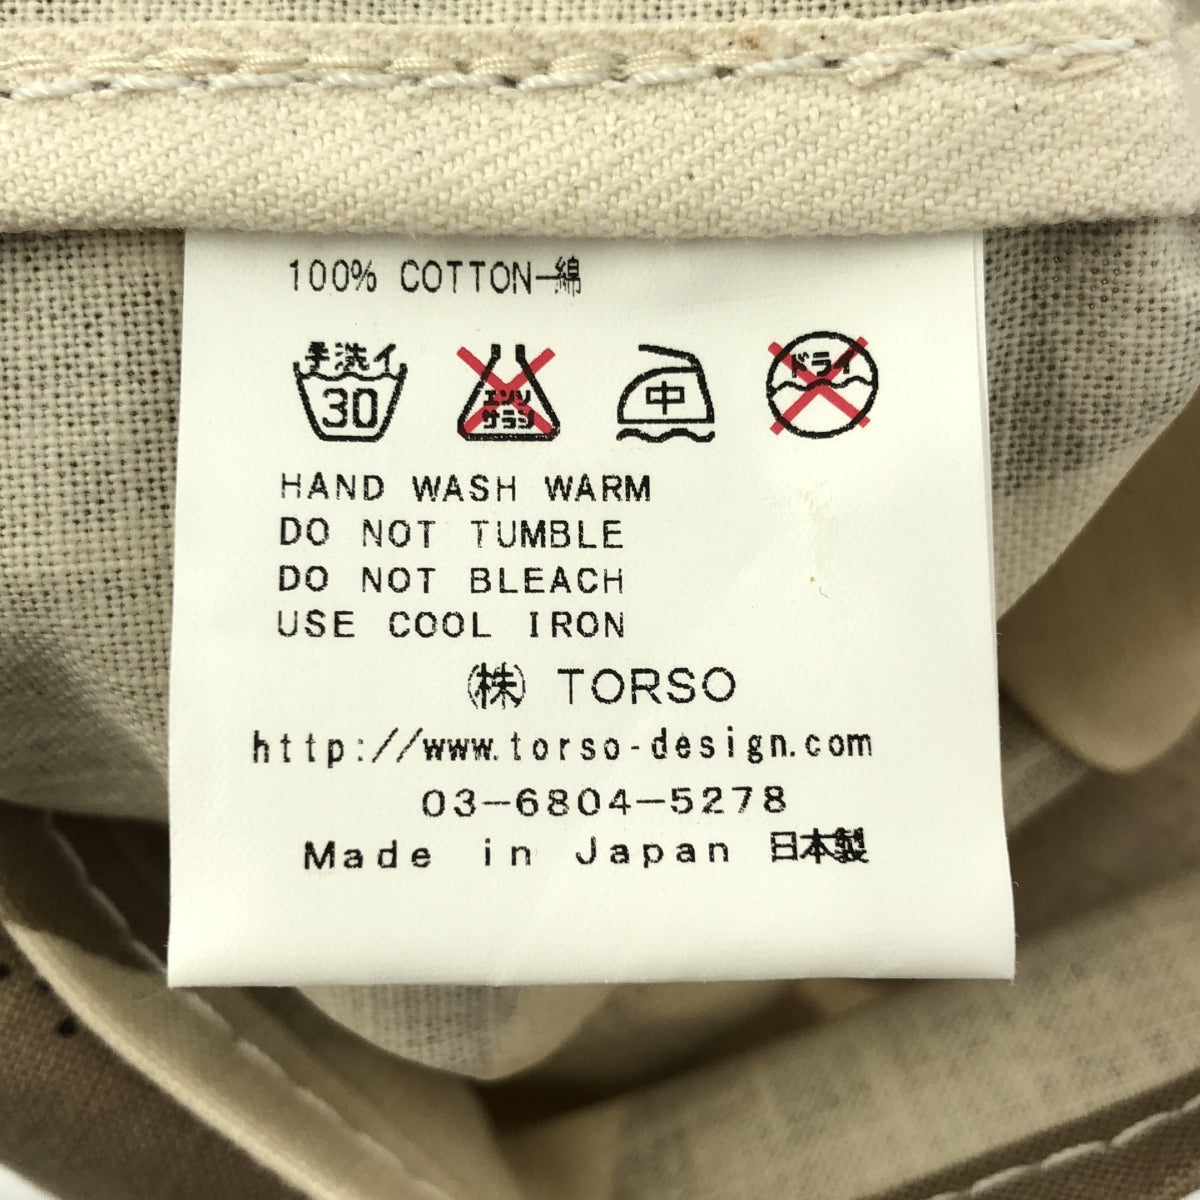 100% COTTON-綿
手洗イ
30
エンソ
サラシ
中
ドライ
HAND WASH WARM
DO NOT TUMBLE
DO NOT BLEACH
USE COOL IRON
㈱ TORSO
http://www.torso-design.com
03-6804-5278
Made in Japan 日本製